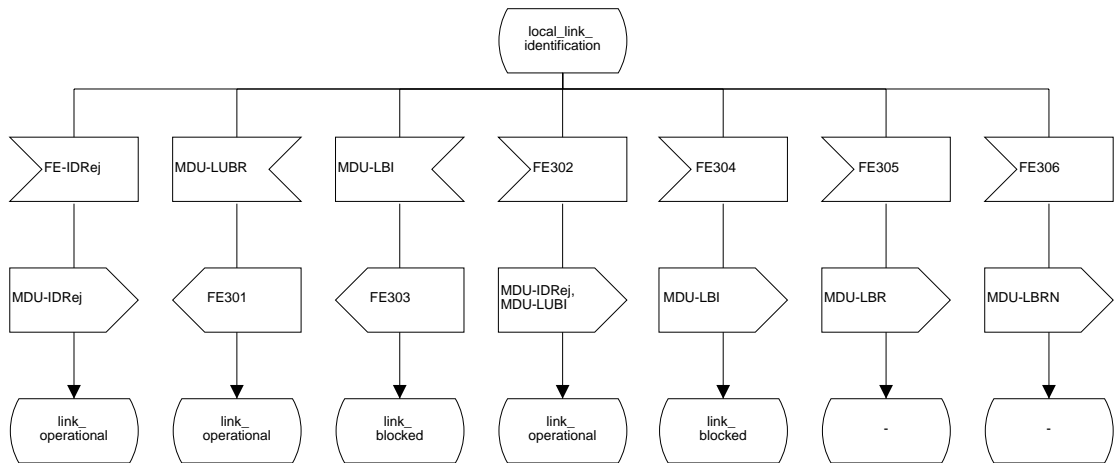 local_link_
identification
FE-IDRej
MDU-LUBR
MDU-LBI
FE302
FE304
FE305
FE306
MDU-IDRej
FE301
FE303
MDU-IDRej,
MDU-LUBI
MDU-LBI
MDU-LBR
MDU-LBRN
link_
operational
link_
operational
link_
blocked
link_
operational
link_
blocked
-
-